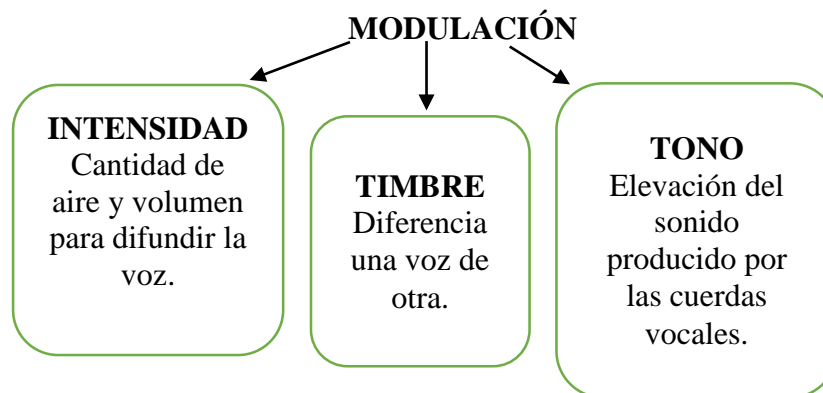 MODULACIÓN
INTENSIDAD
Cantidad de
aire y volumen
para difundir la
voz.
TIMBRE
Diferencia
una voz de
otra.
TONO
Elevación del
sonido
producido por
las cuerdas
vocales.